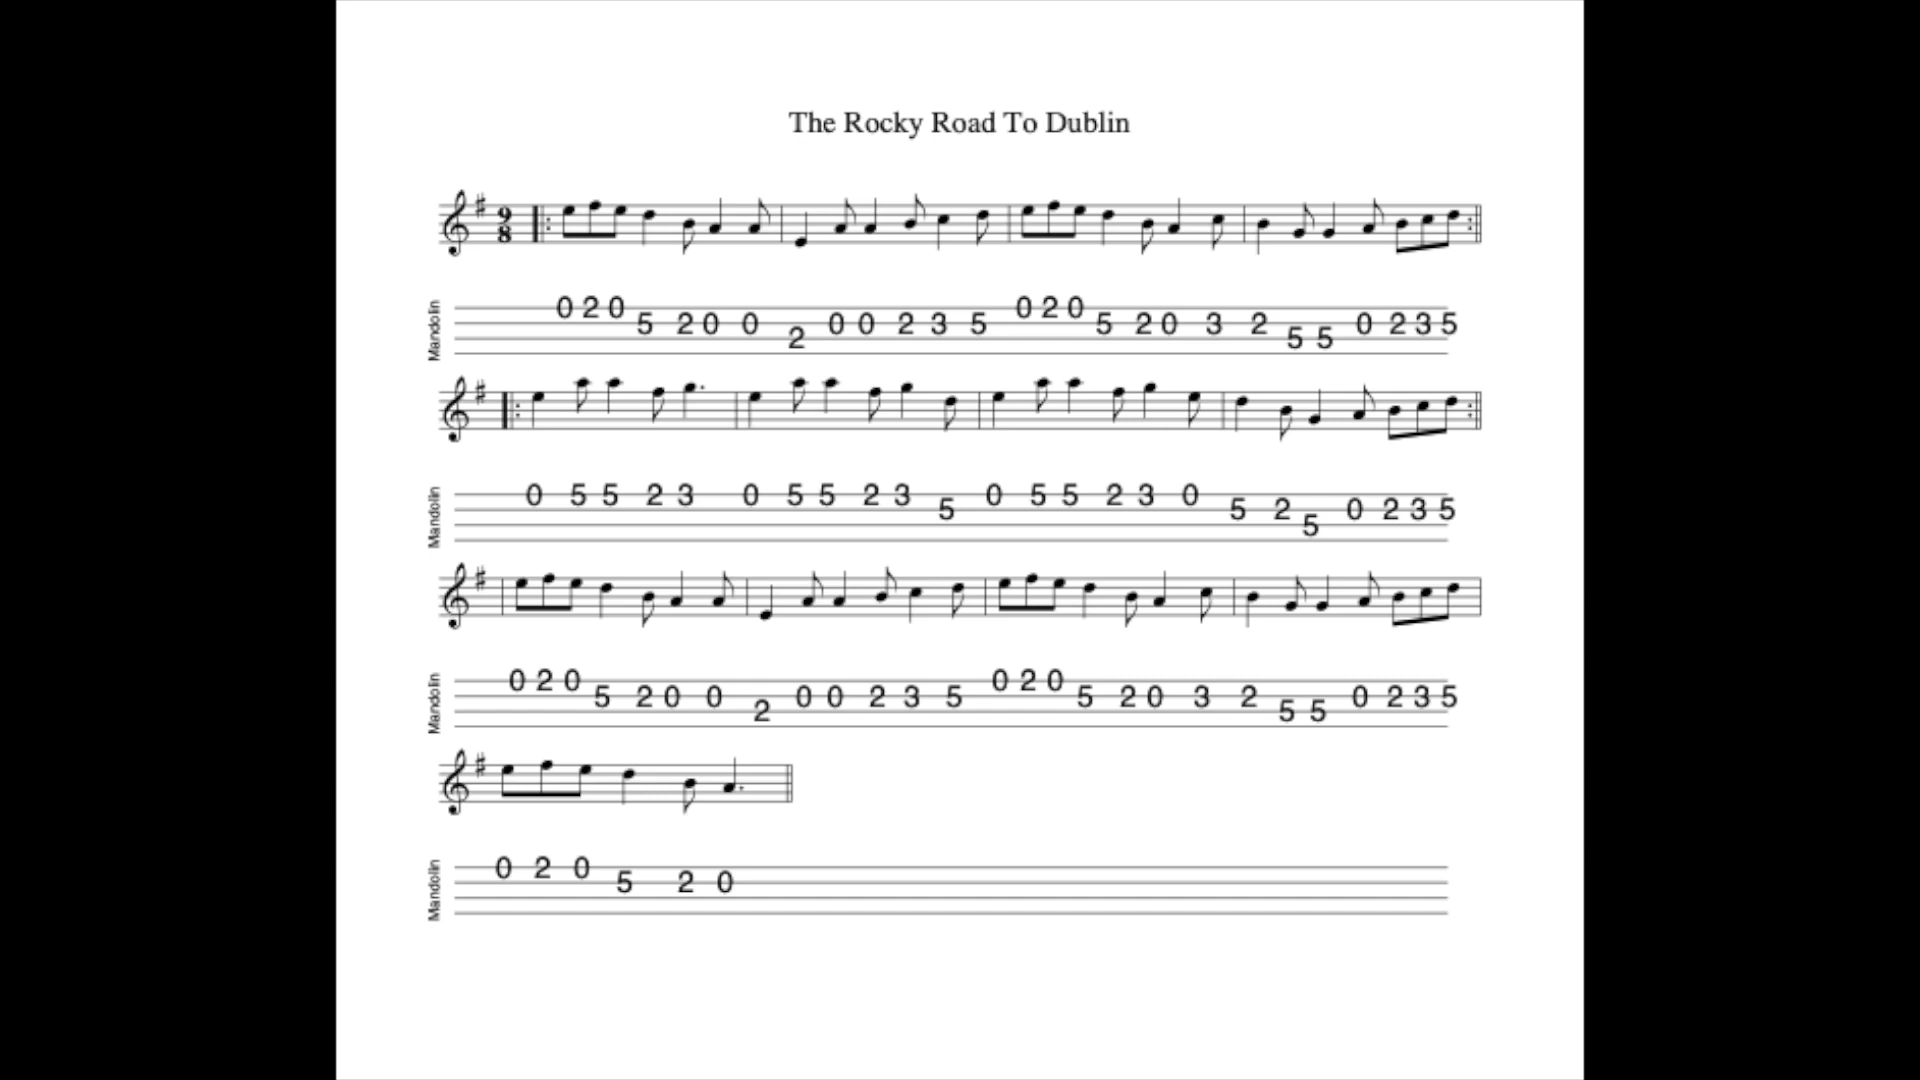 The Rocky Road To Dublin
9
8
Mandolin 0 2 0 5 2 0 0 2 0 0 2 3 5 0 2 0 5 2 0 3 2 5 5 0 2 3 5
Mandolin 0 5 5 2 3 0 5 5 2 3 5 0 5 5 2 3 0 5 2 5 0 2 3 5
Mandolin 0 2 0 5 2 0 0 2 0 0 2 3 5 0 2 0 5 2 0 3 2 5 5 0 2 3 5
Mandolin 0 2 0 5 2 0